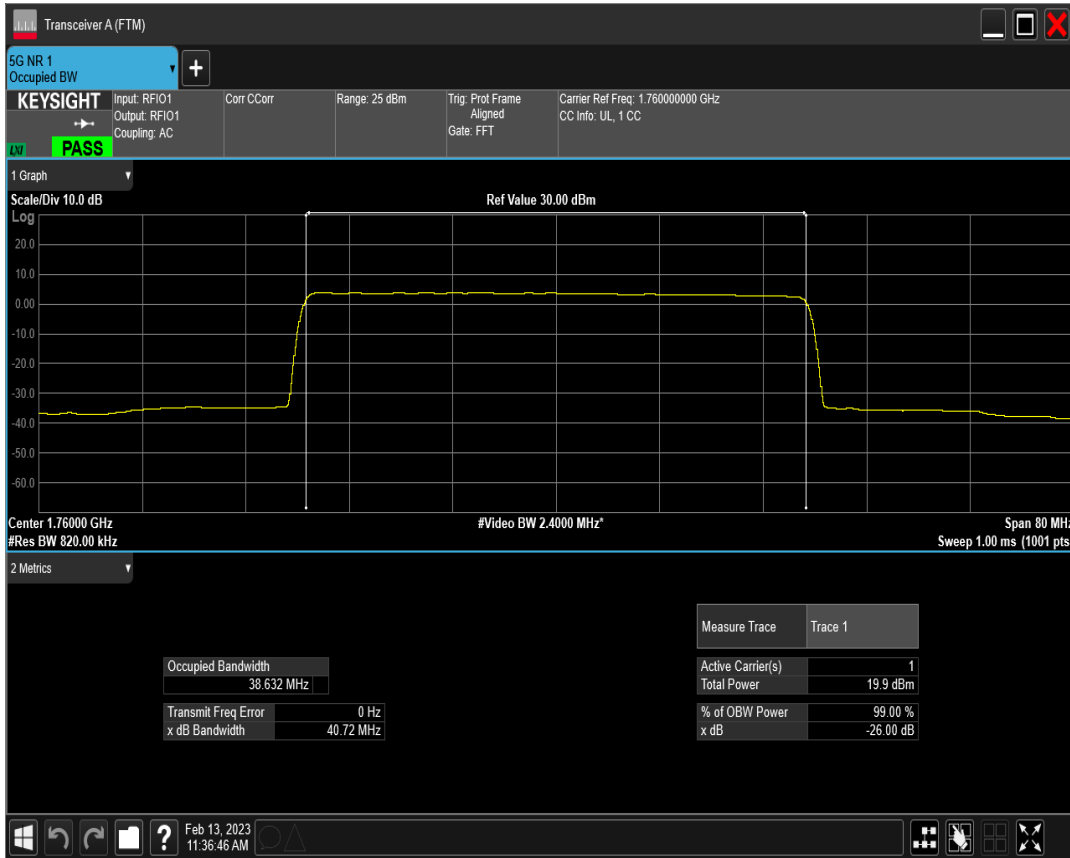 Transceiver A (FTM)
5G NR 1
Occupied BW
+
KEYSIGHT
LXI
PASS
Input: RFIO1
Output: RFIO1
Coupling: AC
Corr CCorr
Range: 25 dBm
Trig: Prot Frame
Aligned
Gate: FFT
Carrier Ref Freq: 1.760000000 GHz
CC Info: UL, 1 CC
1 Graph
Scale/Div 10.0 dB
Ref Value 30.00 dBm
Log
20.0
10.0
0.00
-10.0
-20.0
-30.0
-40.0
-50.0
-60.0
Center 1.76000 GHz
#Video BW 2.4000 MHz*
Span 80 MHz
#Res BW 820.00 kHz
Sweep 1.00 ms (1001 pts
2 Metrics
Measure Trace Trace 1
Occupied Bandwidth
38.632 MHz
Active Carrier(s) 1
Total Power 19.9 dBm
Transmit Freq Error 0 Hz
x dB Bandwidth 40.72 MHz
% of OBW Power 99.00 %
x dB -26.00 dB
?
Feb 13, 2023
11:36:46 AM